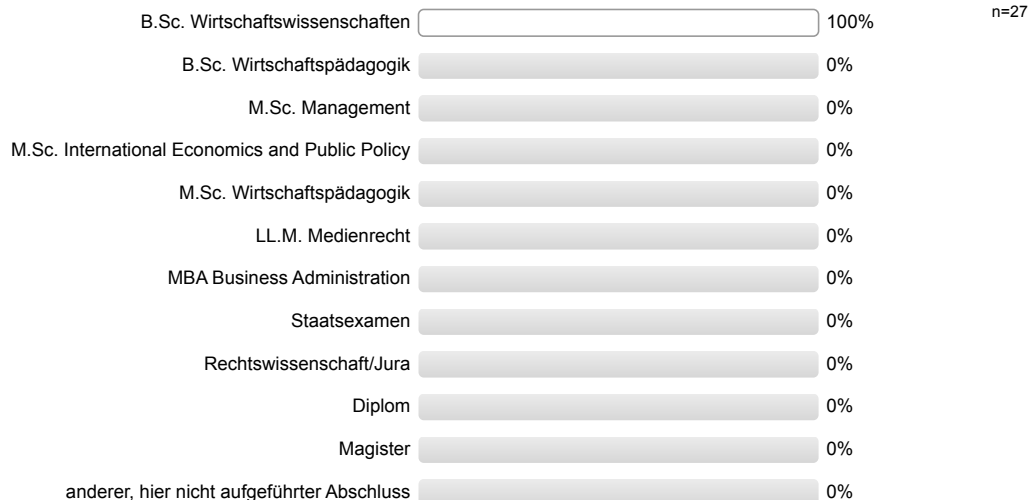 B.Sc. Wirtschaftswissenschaften 100% n=27
B.Sc. Wirtschaftspädagogik 0%
M.Sc. Management 0%
M.Sc. International Economics and Public Policy 0%
M.Sc. Wirtschaftspädagogik 0%
LL.M. Medienrecht 0%
MBA Business Administration 0%
Staatsexamen 0%
Rechtswissenschaft/Jura 0%
Diplom 0%
Magister 0%
anderer, hier nicht aufgeführter Abschluss 0%